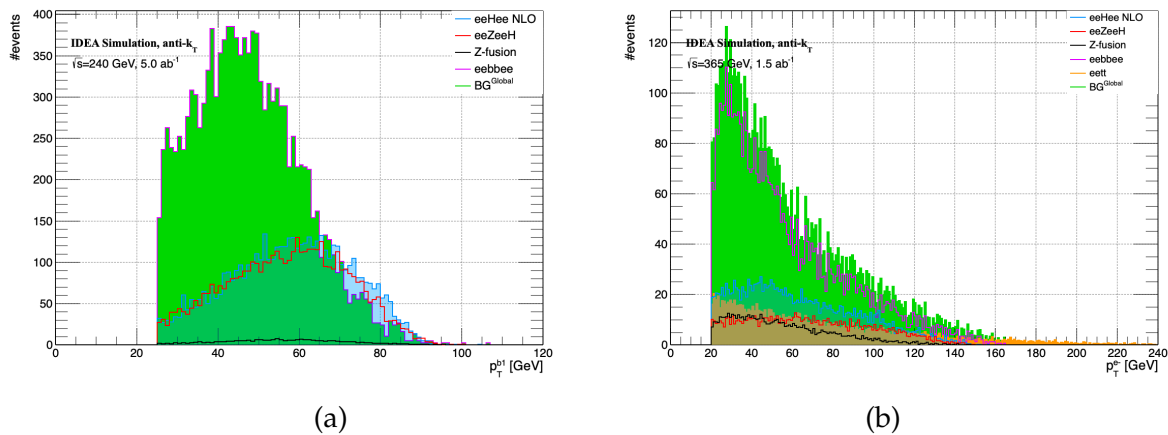 #events
IDEA Simulation, anti-k_T
√s=240 GeV, 5.0 ab⁻¹
eeHee NLO
eeZeeH
Z-fusion
eebbee
BG^Global
400
350
300
250
200
150
100
50
0
0 20 40 60 80 100 120
p_T^b1 [GeV]
(a)
#events
IDEA Simulation, anti-k_T
√s=365 GeV, 1.5 ab⁻¹
eeHee NLO
eeZeeH
Z-fusion
eebbee
eett
BG^Global
120
100
80
60
40
20
0
0 20 40 60 80 100 120 140 160 180 200 220 240
p_T^e- [GeV]
(b)